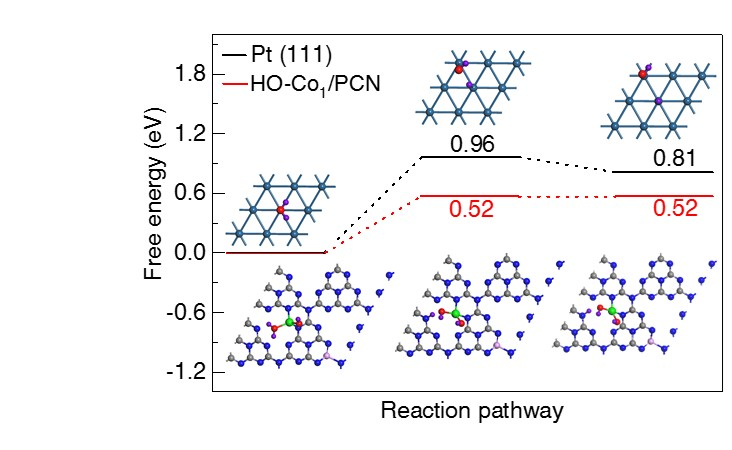 Pt (111)
HO-Co₁/PCN
Free energy (eV)
1.8
1.2
0.6
0.0
-0.6
-1.2
0.96
0.81
0.52
0.52
Reaction pathway